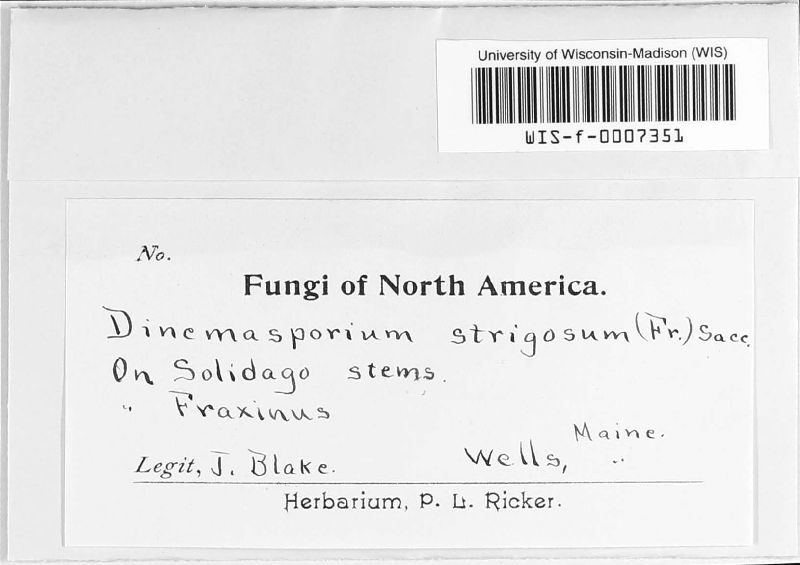 University of Wisconsin-Madison (WIS)
WIS-f-0007351
No.
Fungi of North America.
Dinemasporium strigosum (Fr.) Sacc.
On Solidago stems.
" Fraxinus
Maine.
Legit, J. Blake. Wells, "
Herbarium, P. L. Ricker.